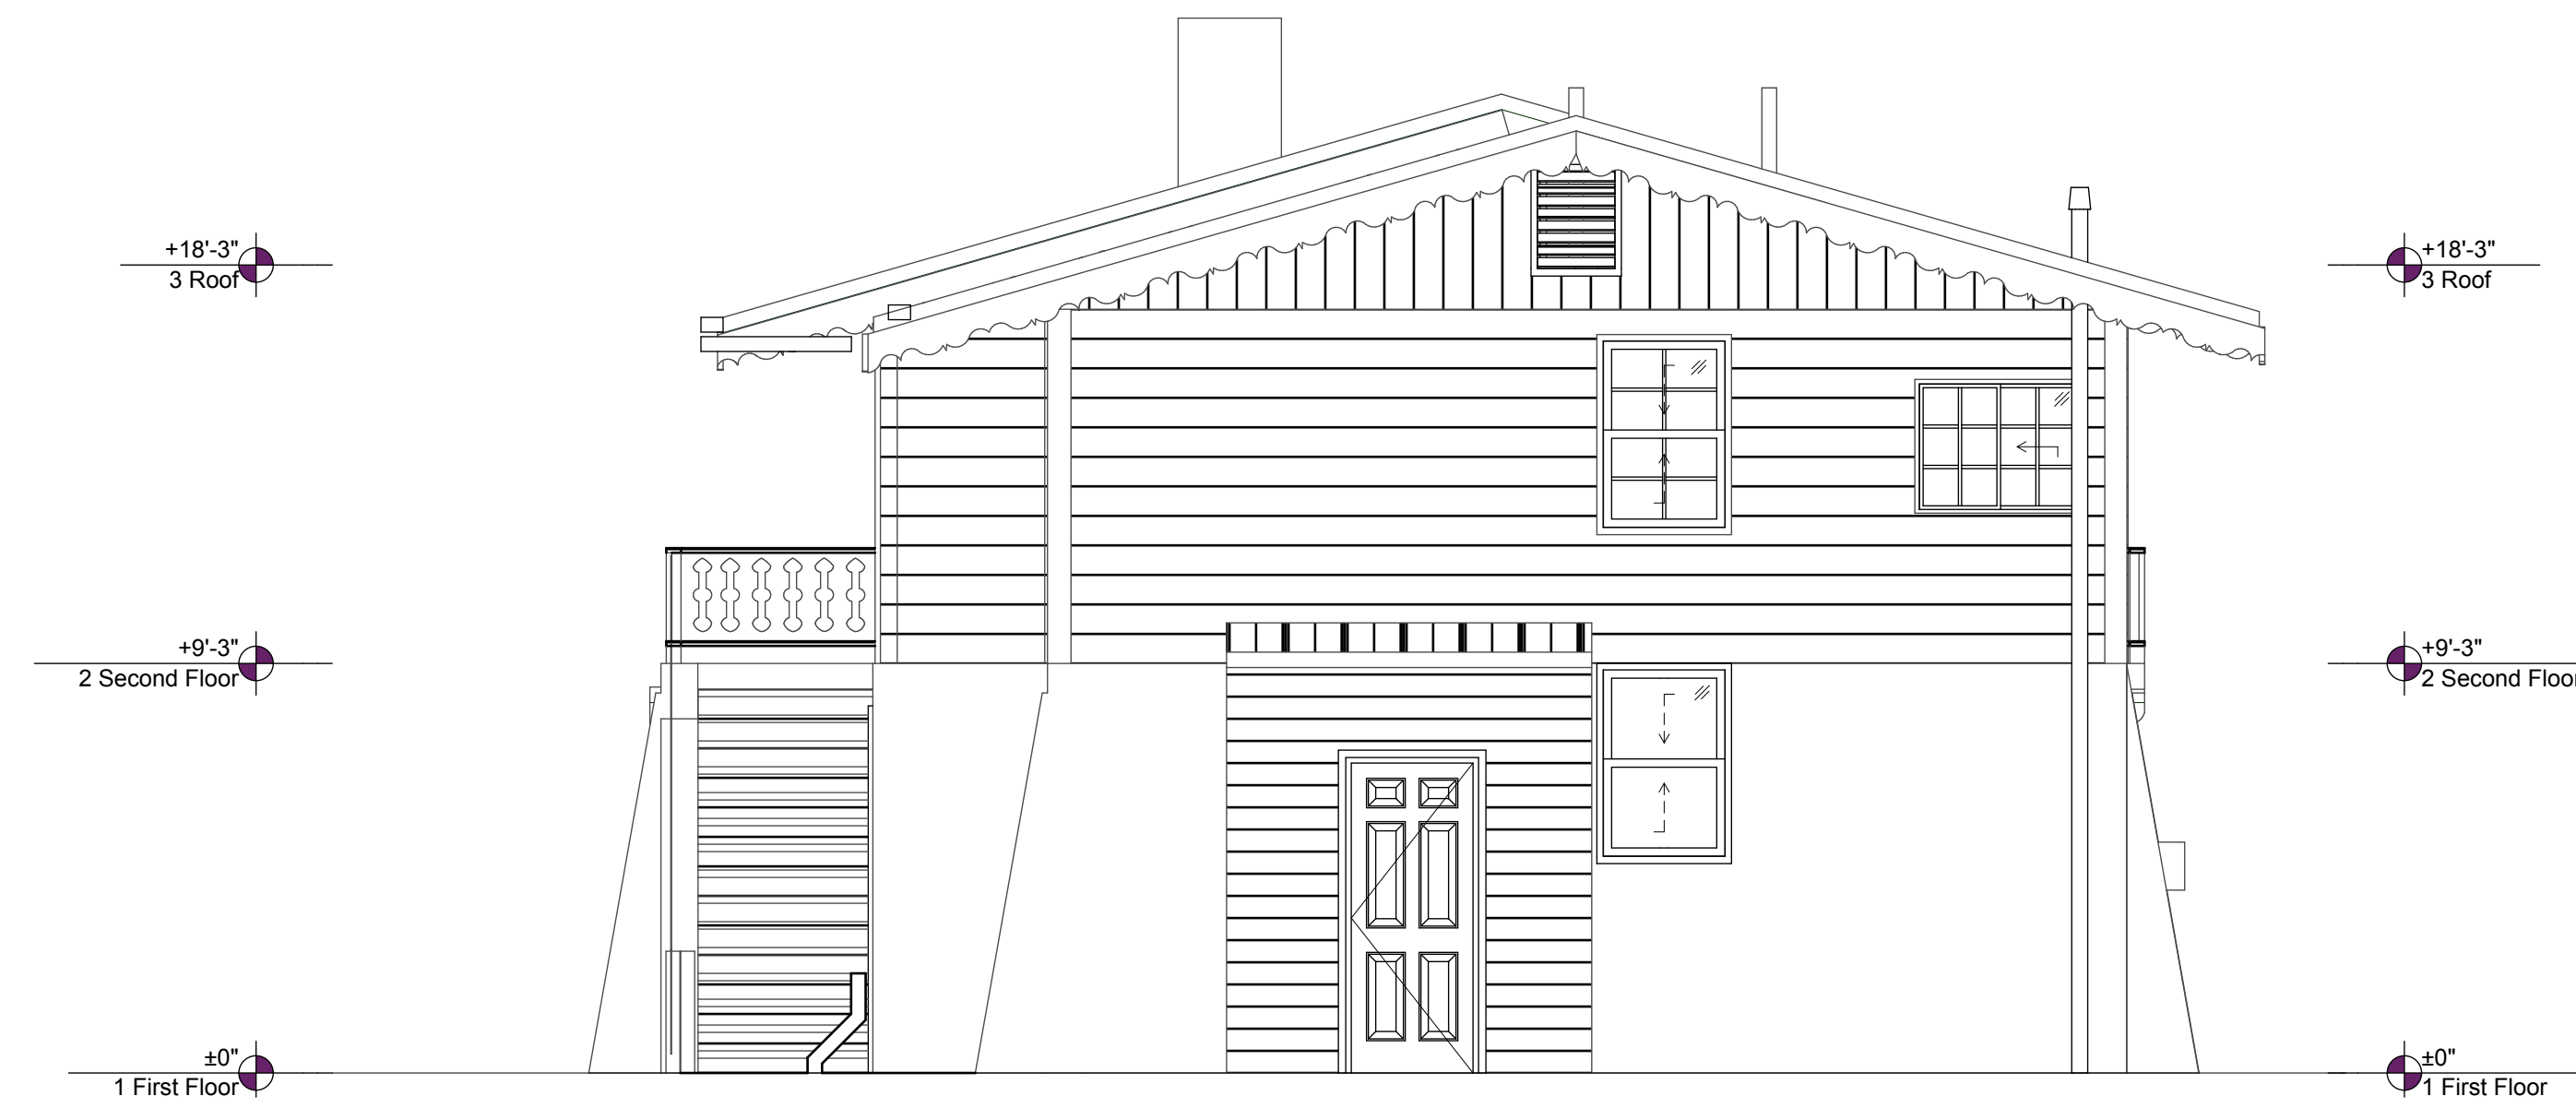 +18'-3"
3 Roof
+18'-3"
3 Roof
+9'-3"
2 Second Floor
+9'-3"
2 Second Floor
±0"
1 First Floor
±0"
1 First Floor